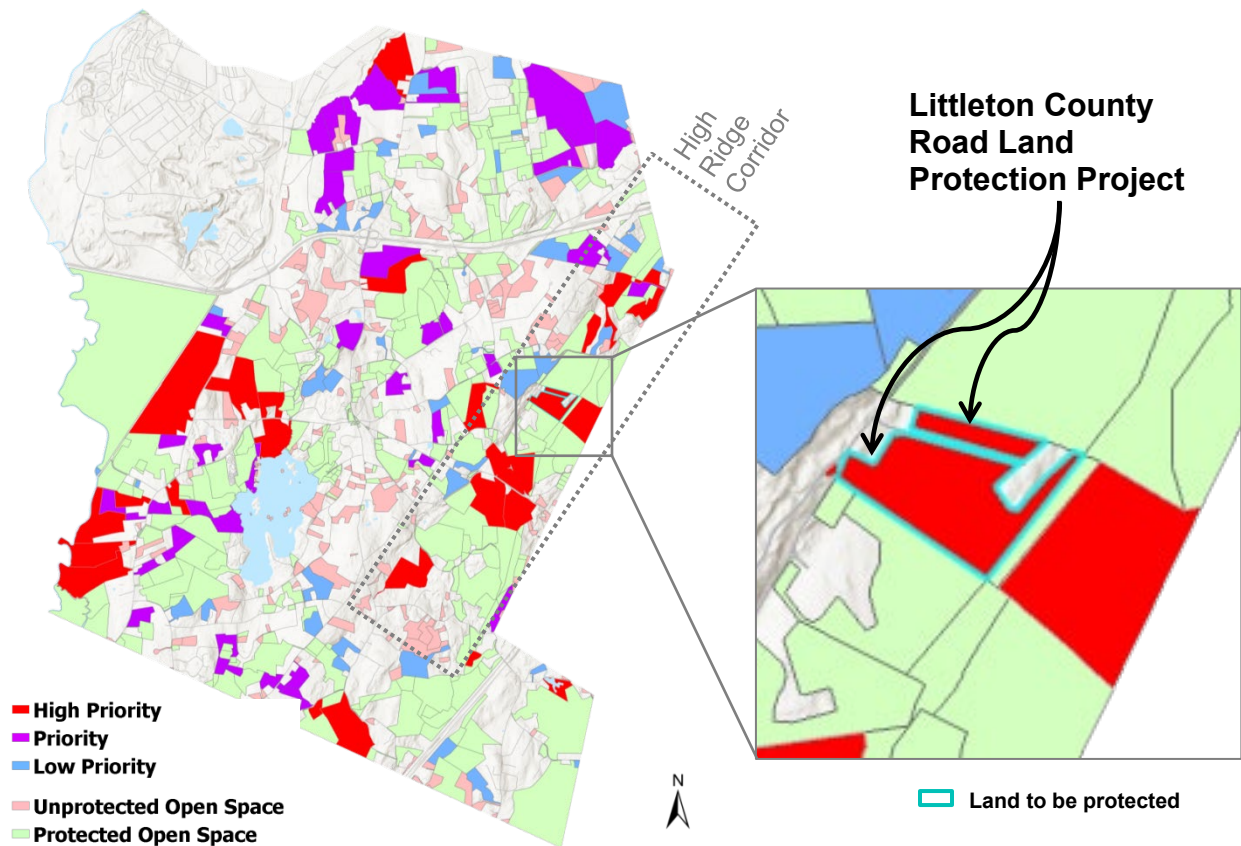 High
Ridge
Corridor
Littleton County
Road Land
Protection Project
High Priority
Priority
Low Priority
Unprotected Open Space
Protected Open Space
N
Land to be protected